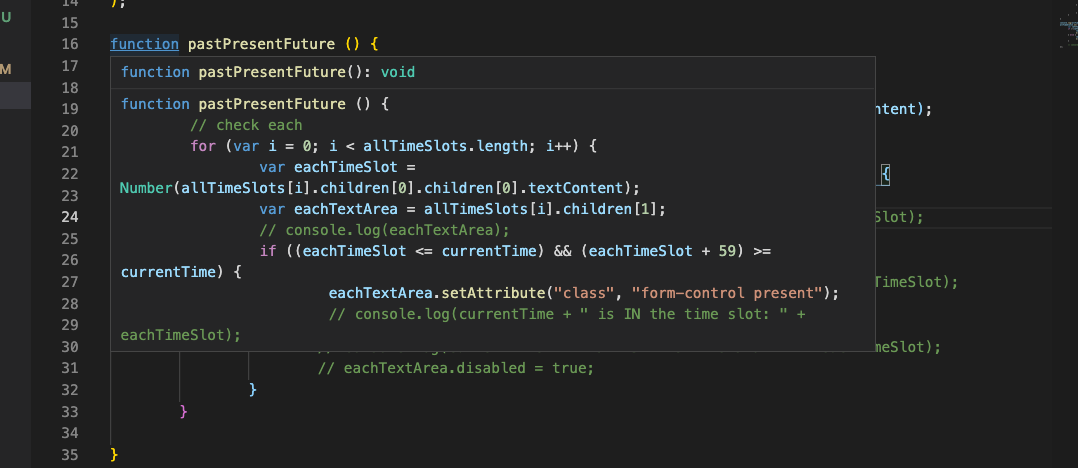 U
M
14 );
15
16 function pastPresentFuture () {
function pastPresentFuture(): void
function pastPresentFuture () {
// check each
for (var i = 0; i < allTimeSlots.length; i++) {
var eachTimeSlot =
Number(allTimeSlots[i].children[0].children[0].textContent);
var eachTextArea = allTimeSlots[i].children[1];
// console.log(eachTextArea);
if ((eachTimeSlot <= currentTime) && (eachTimeSlot + 59) >=
currentTime) {
eachTextArea.setAttribute("class", "form-control present");
// console.log(currentTime + " is IN the time slot: " +
eachTimeSlot);
17
18
19 ntent);
20
21
22 {
23
24 Slot);
25
26
27 TimeSlot);
28
29
30 meSlot);
31 // eachTextArea.disabled = true;
32 }
33 }
34
35 }